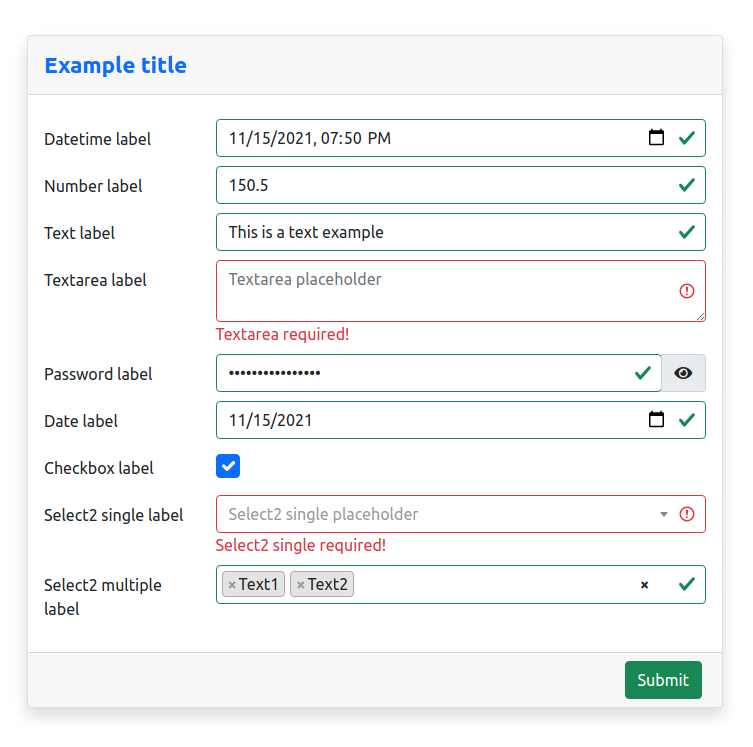 Example title
Datetime label 11/15/2021, 07:50 PM
Number label 150.5
Text label This is a text example
Textarea label Textarea placeholder
Textarea required!
Password label ••••••••••••••••
Date label 11/15/2021
Checkbox label
Select2 single label Select2 single placeholder
Select2 single required!
Select2 multiple ×Text1 ×Text2 ×
label
Submit